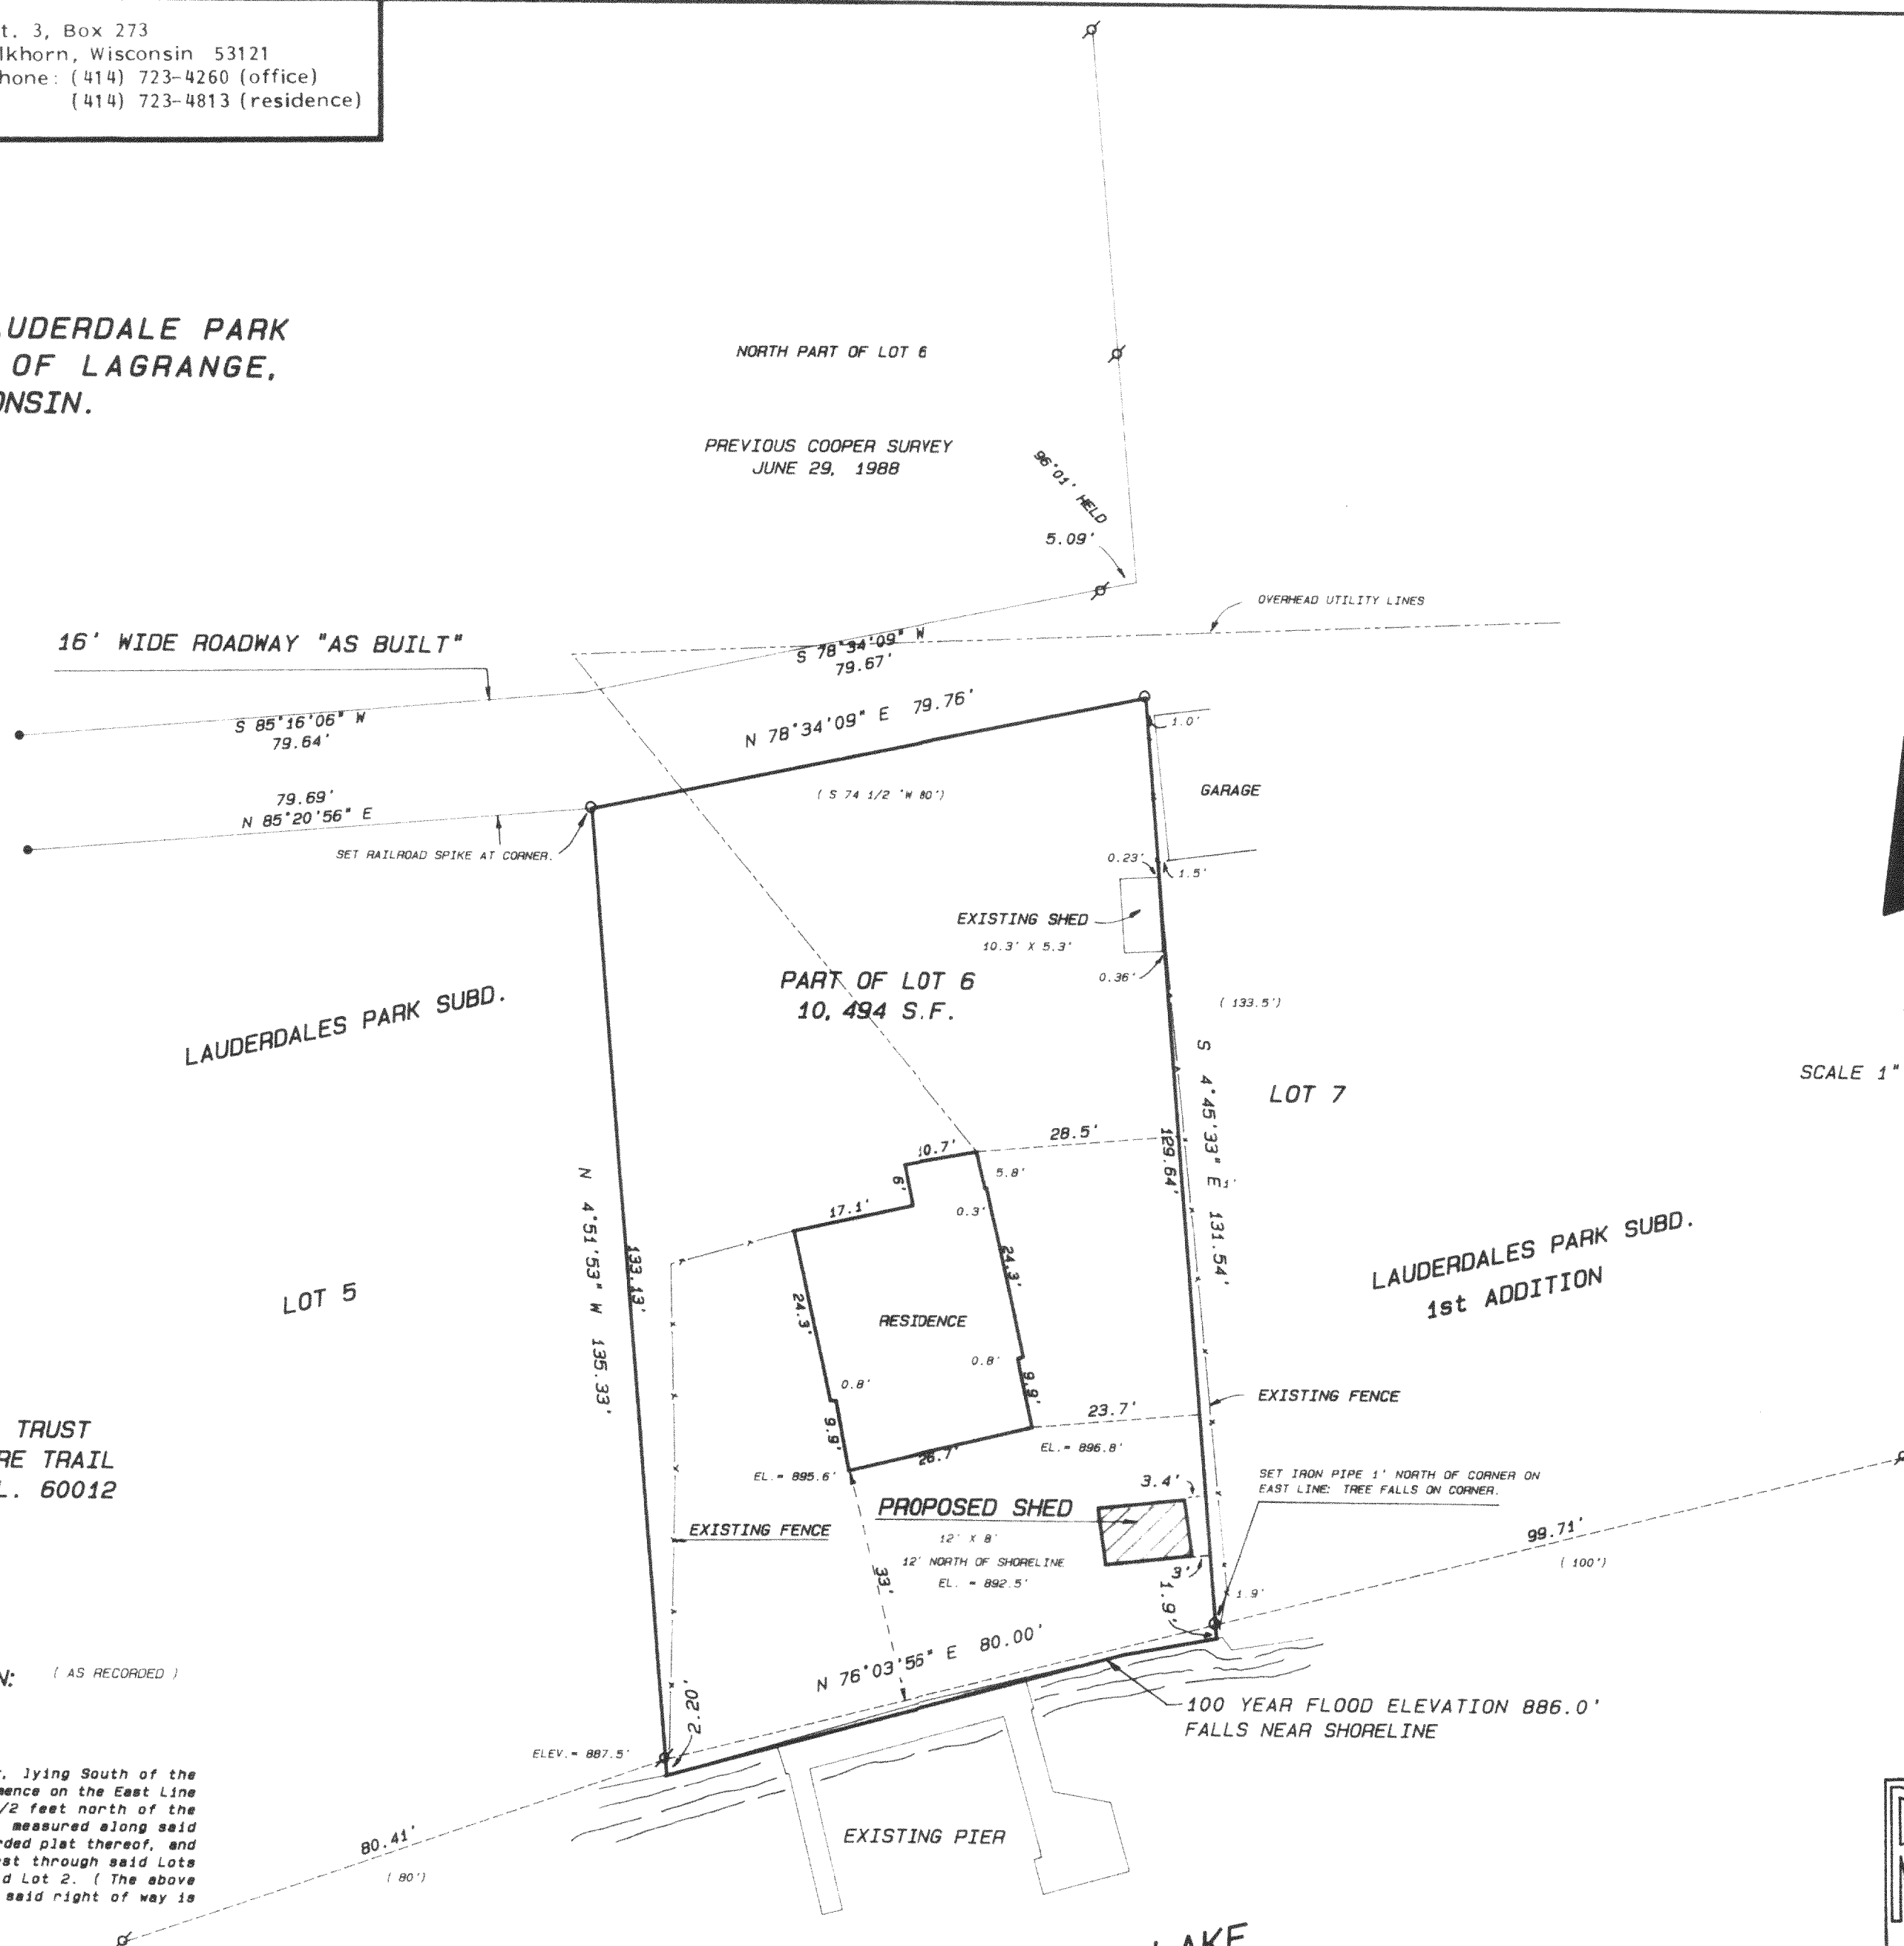 t. 3, Box 273
lkhorn, Wisconsin 53121
hone: (414) 723-4260 (office)
(414) 723-4813 (residence)
UDERDALE PARK
OF LAGRANGE,
ONSIN.
NORTH PART OF LOT 6
PREVIOUS COOPER SURVEY
JUNE 29, 1988
96°01' HELD
5.09'
OVERHEAD UTILITY LINES
16' WIDE ROADWAY "AS BUILT"
S 78°34'09" W
79.67'
S 85°16'06" W
79.64'
N 78°34'09" E 79.76'
1.0'
79.69'
N 85°20'56" E
( S 74 1/2 °W 80')
GARAGE
SET RAILROAD SPIKE AT CORNER.
0.23'
1.5'
EXISTING SHED
10.3' X 5.3'
0.36'
PART OF LOT 6
10,494 S.F.
( 133.5')
LAUDERDALES PARK SUBD.
S 4°45'33" E 131.54'
129.64'
1'
LOT 7
SCALE 1"
28.5'
10.7'
5.8'
6'
17.1'
0.3'
N 4°51'53" W 135.33'
133.13'
24.3'
24.3'
LAUDERDALES PARK SUBD.
1st ADDITION
LOT 5
RESIDENCE
0.8'
0.8'
9.9'
9.9'
EXISTING FENCE
23.7'
26.7'
EL.= 896.8'
EL.= 895.6'
TRUST
RE TRAIL
L. 60012
3.4'
SET IRON PIPE 1' NORTH OF CORNER ON
EAST LINE: TREE FALLS ON CORNER.
PROPOSED SHED
12' X 8'
12' NORTH OF SHORELINE
EL. = 892.5'
EXISTING FENCE
99.71'
( 100')
33'
3'
1.9'
1.9'
N 76°03'56" E 80.00'
N: ( AS RECORDED )
2.20'
100 YEAR FLOOD ELEVATION 886.0'
FALLS NEAR SHORELINE
ELEV.= 887.5'
, lying South of the
mence on the East Line
/2 feet north of the
measured along said
rded plat thereof, and
st through said Lots
d Lot 2. ( The above
said right of way is
EXISTING PIER
80.41'
( 80')
LAKE